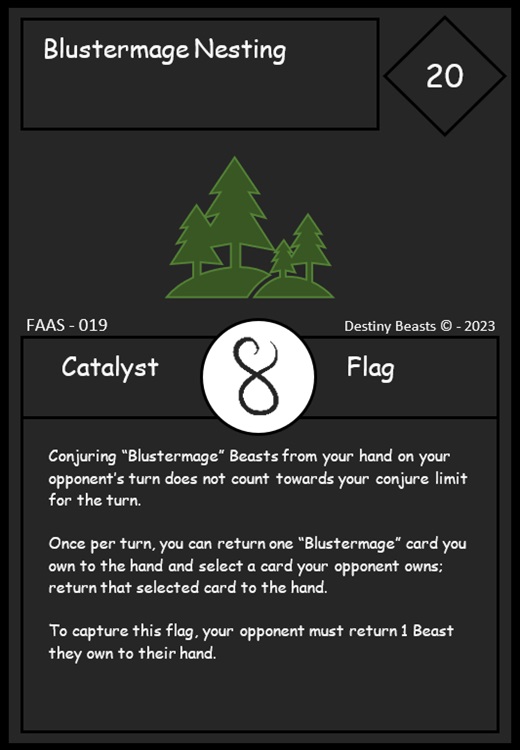 Blustermage Nesting
20
FAAS - 019
Destiny Beasts © - 2023
Catalyst
Flag
Conjuring “Blustermage” Beasts from your hand on your
opponent’s turn does not count towards your conjure limit
for the turn.
Once per turn, you can return one “Blustermage” card you
own to the hand and select a card your opponent owns;
return that selected card to the hand.
To capture this flag, your opponent must return 1 Beast
they own to their hand.